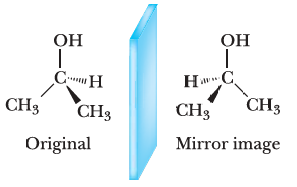 OH OH
C H H C
CH3 CH3 CH3 CH3
Original Mirror image